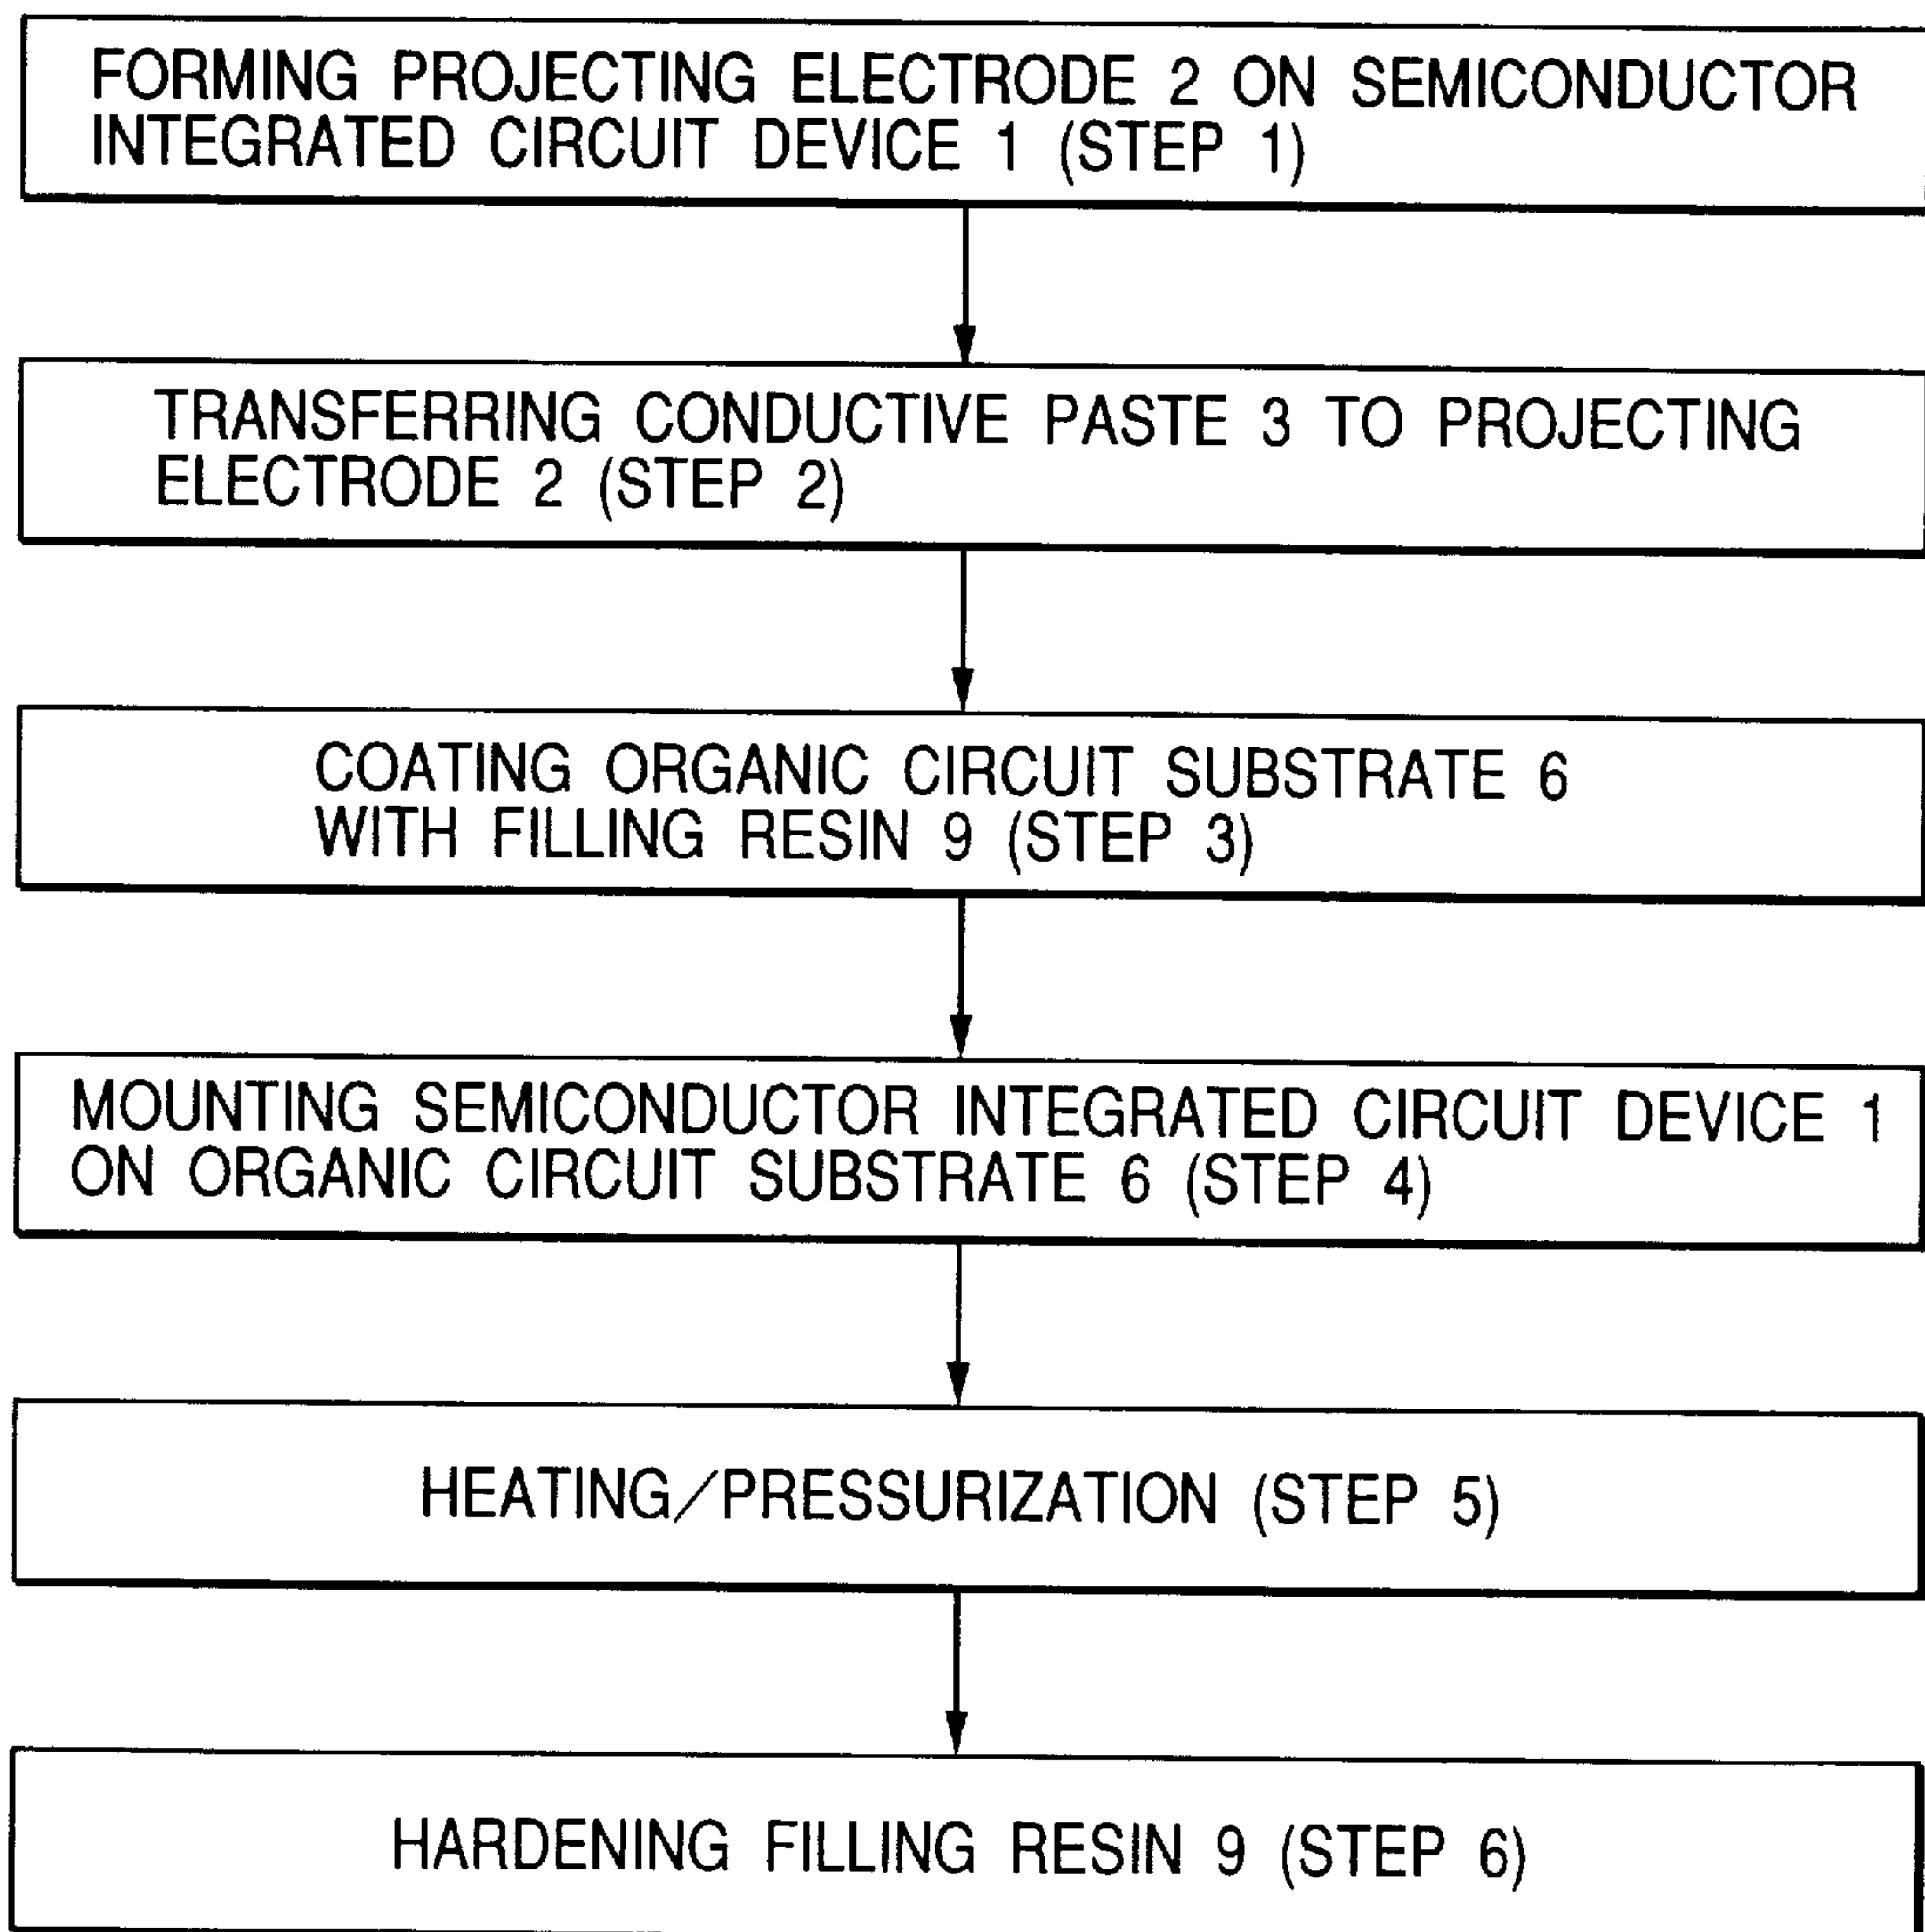 FORMING PROJECTING ELECTRODE 2 ON SEMICONDUCTOR
INTEGRATED CIRCUIT DEVICE 1 (STEP 1)
TRANSFERRING CONDUCTIVE PASTE 3 TO PROJECTING
ELECTRODE 2 (STEP 2)
COATING ORGANIC CIRCUIT SUBSTRATE 6
WITH FILLING RESIN 9 (STEP 3)
MOUNTING SEMICONDUCTOR INTEGRATED CIRCUIT DEVICE 1
ON ORGANIC CIRCUIT SUBSTRATE 6 (STEP 4)
HEATING/PRESSURIZATION (STEP 5)
HARDENING FILLING RESIN 9 (STEP 6)